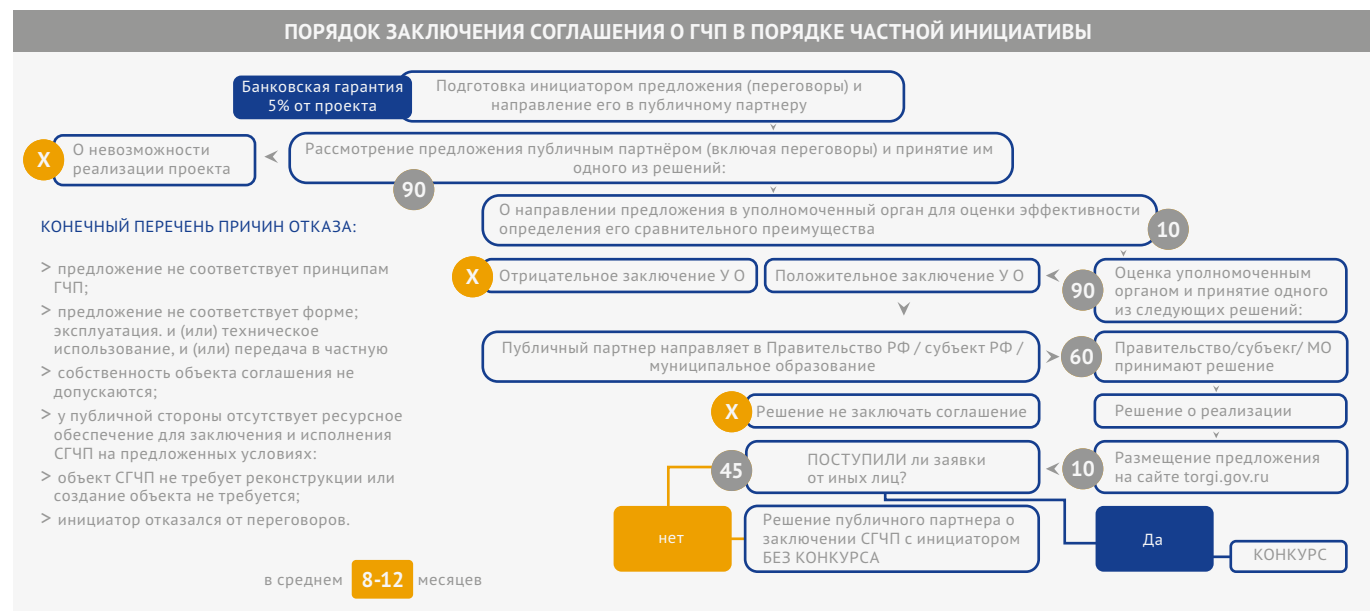 ПОРЯДОК ЗАКЛЮЧЕНИЯ СОГЛАШЕНИЯ О ГЧП В ПОРЯДКЕ ЧАСТНОЙ ИНИЦИАТИВЫ
Банковская гарантия
5% от проекта
Подготовка инициатором предложения (переговоры) и
направление его в публичному партнеру
X
О невозможности
реализации проекта
Рассмотрение предложения публичным партнёром (включая переговоры) и принятие им
одного из решений:
90
О направлении предложения в уполномоченный орган для оценки эффективности
определения его сравнительного преимущества
10
КОНЕЧНЫЙ ПЕРЕЧЕНЬ ПРИЧИН ОТКАЗА:
> предложение не соответствует принципам
ГЧП;
> предложение не соответствует форме;
эксплуатация. и (или) техническое
использование, и (или) передача в частную
> собственность объекта соглашения не
допускаются;
> у публичной стороны отсутствует ресурсное
обеспечение для заключения и исполнения
СГЧП на предложенных условиях:
> объект СГЧП не требует реконструкции или
создание объекта не требуется;
> инициатор отказался от переговоров.
в среднем 8-12 месяцев
X
Отрицательное заключение У О
Положительное заключение У О
90
Оценка уполномоченным
органом и принятие одного
из следующих решений:
Публичный партнер направляет в Правительство РФ / субъект РФ /
муниципальное образование
60
Правительство/субъекг/ МО
принимают решение
X
Решение не заключать соглашение
Решение о реализации
45
ПОСТУПИЛИ ли заявки
от иных лиц?
10
Размещение предложения
на сайте torgi.gov.ru
нет
Решение публичного партнера о
заключении СГЧП с инициатором
БЕЗ КОНКУРСА
Да
КОНКУРС